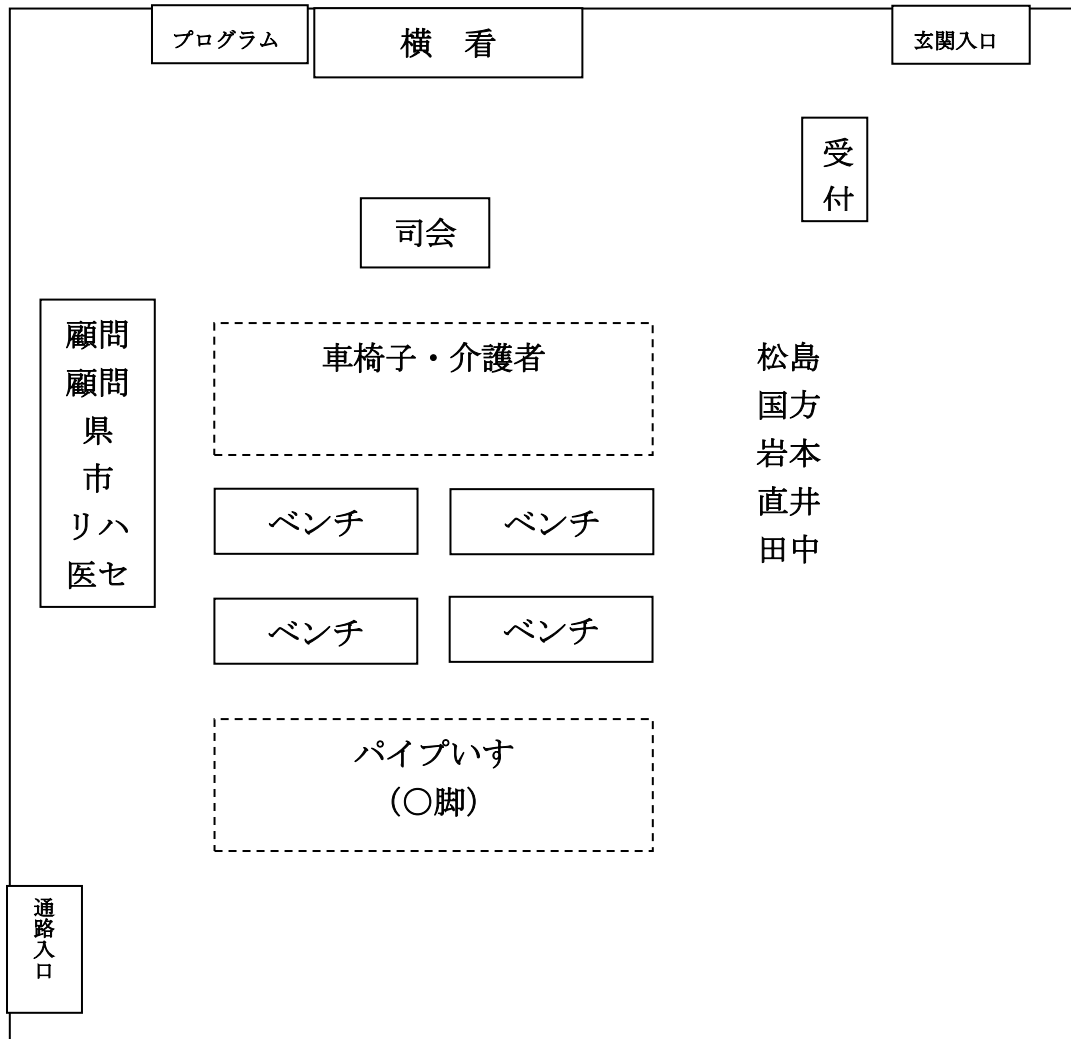 プログラム
横　看
玄関入口
受付
司会
顧問
顧問
県
市
リハ
医セ
車椅子・介護者
松島
国方
岩本
直井
田中
ベンチ
ベンチ
ベンチ
ベンチ
パイプいす
（○脚）
通路入口